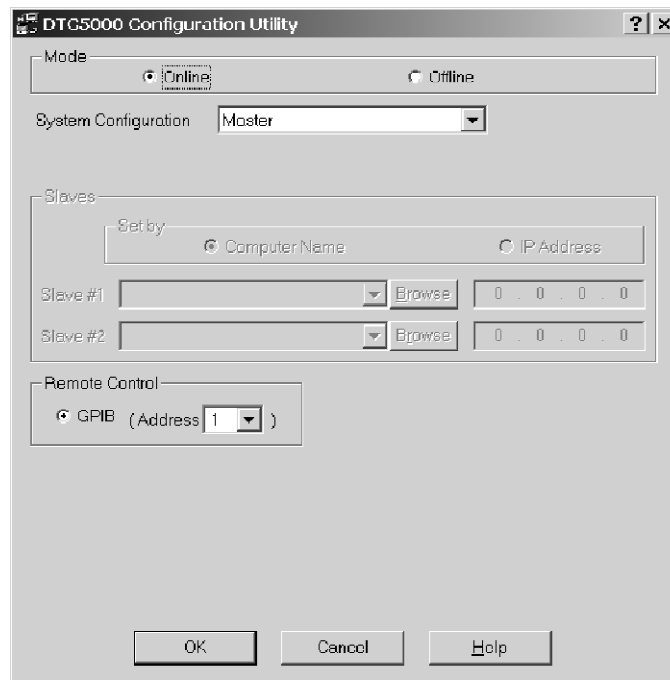 DTG5000 Configuration Utility
Mode
Online Offline
System Configuration Master
Slaves
Set by
Computer Name IP Address
Slave #1 Browse 0 . 0 . 0 . 0
Slave #2 Browse 0 . 0 . 0 . 0
Remote Control
GPIB (Address 1 )
OK Cancel Help